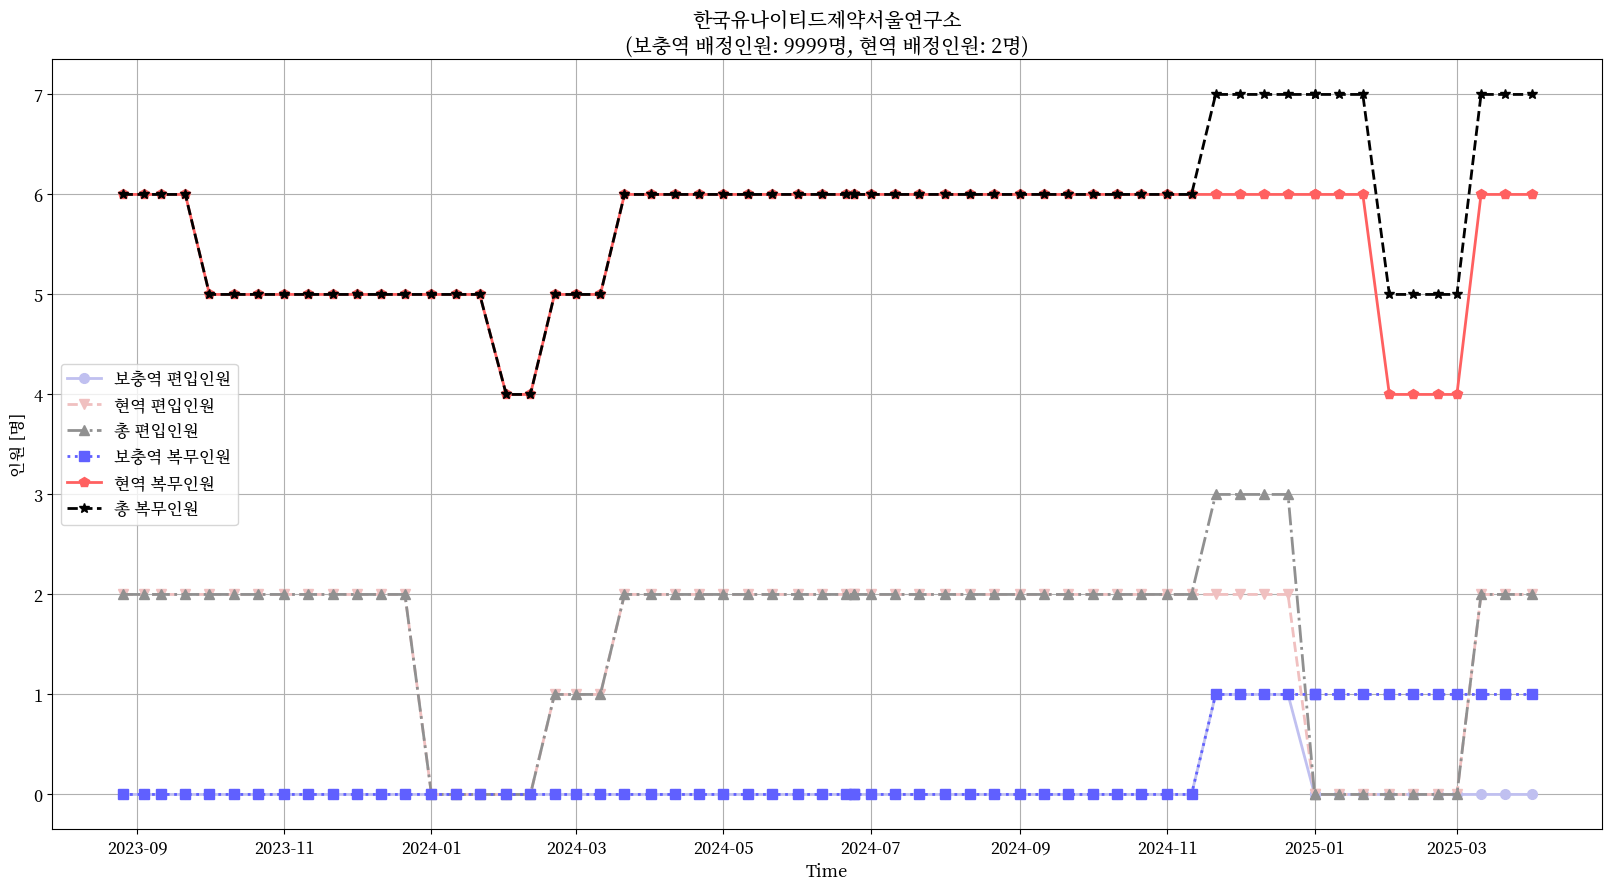 한국유나이티드제약서울연구소
(보충역 배정인원: 9999명, 현역 배정인원: 2명)
인원 [명]
7
6
5
4
3
2
1
0
보충역 편입인원
현역 편입인원
총 편입인원
보충역 복무인원
현역 복무인원
총 복무인원
2023-09
2023-11
2024-01
2024-03
2024-05
2024-07
2024-09
2024-11
2025-01
2025-03
Time